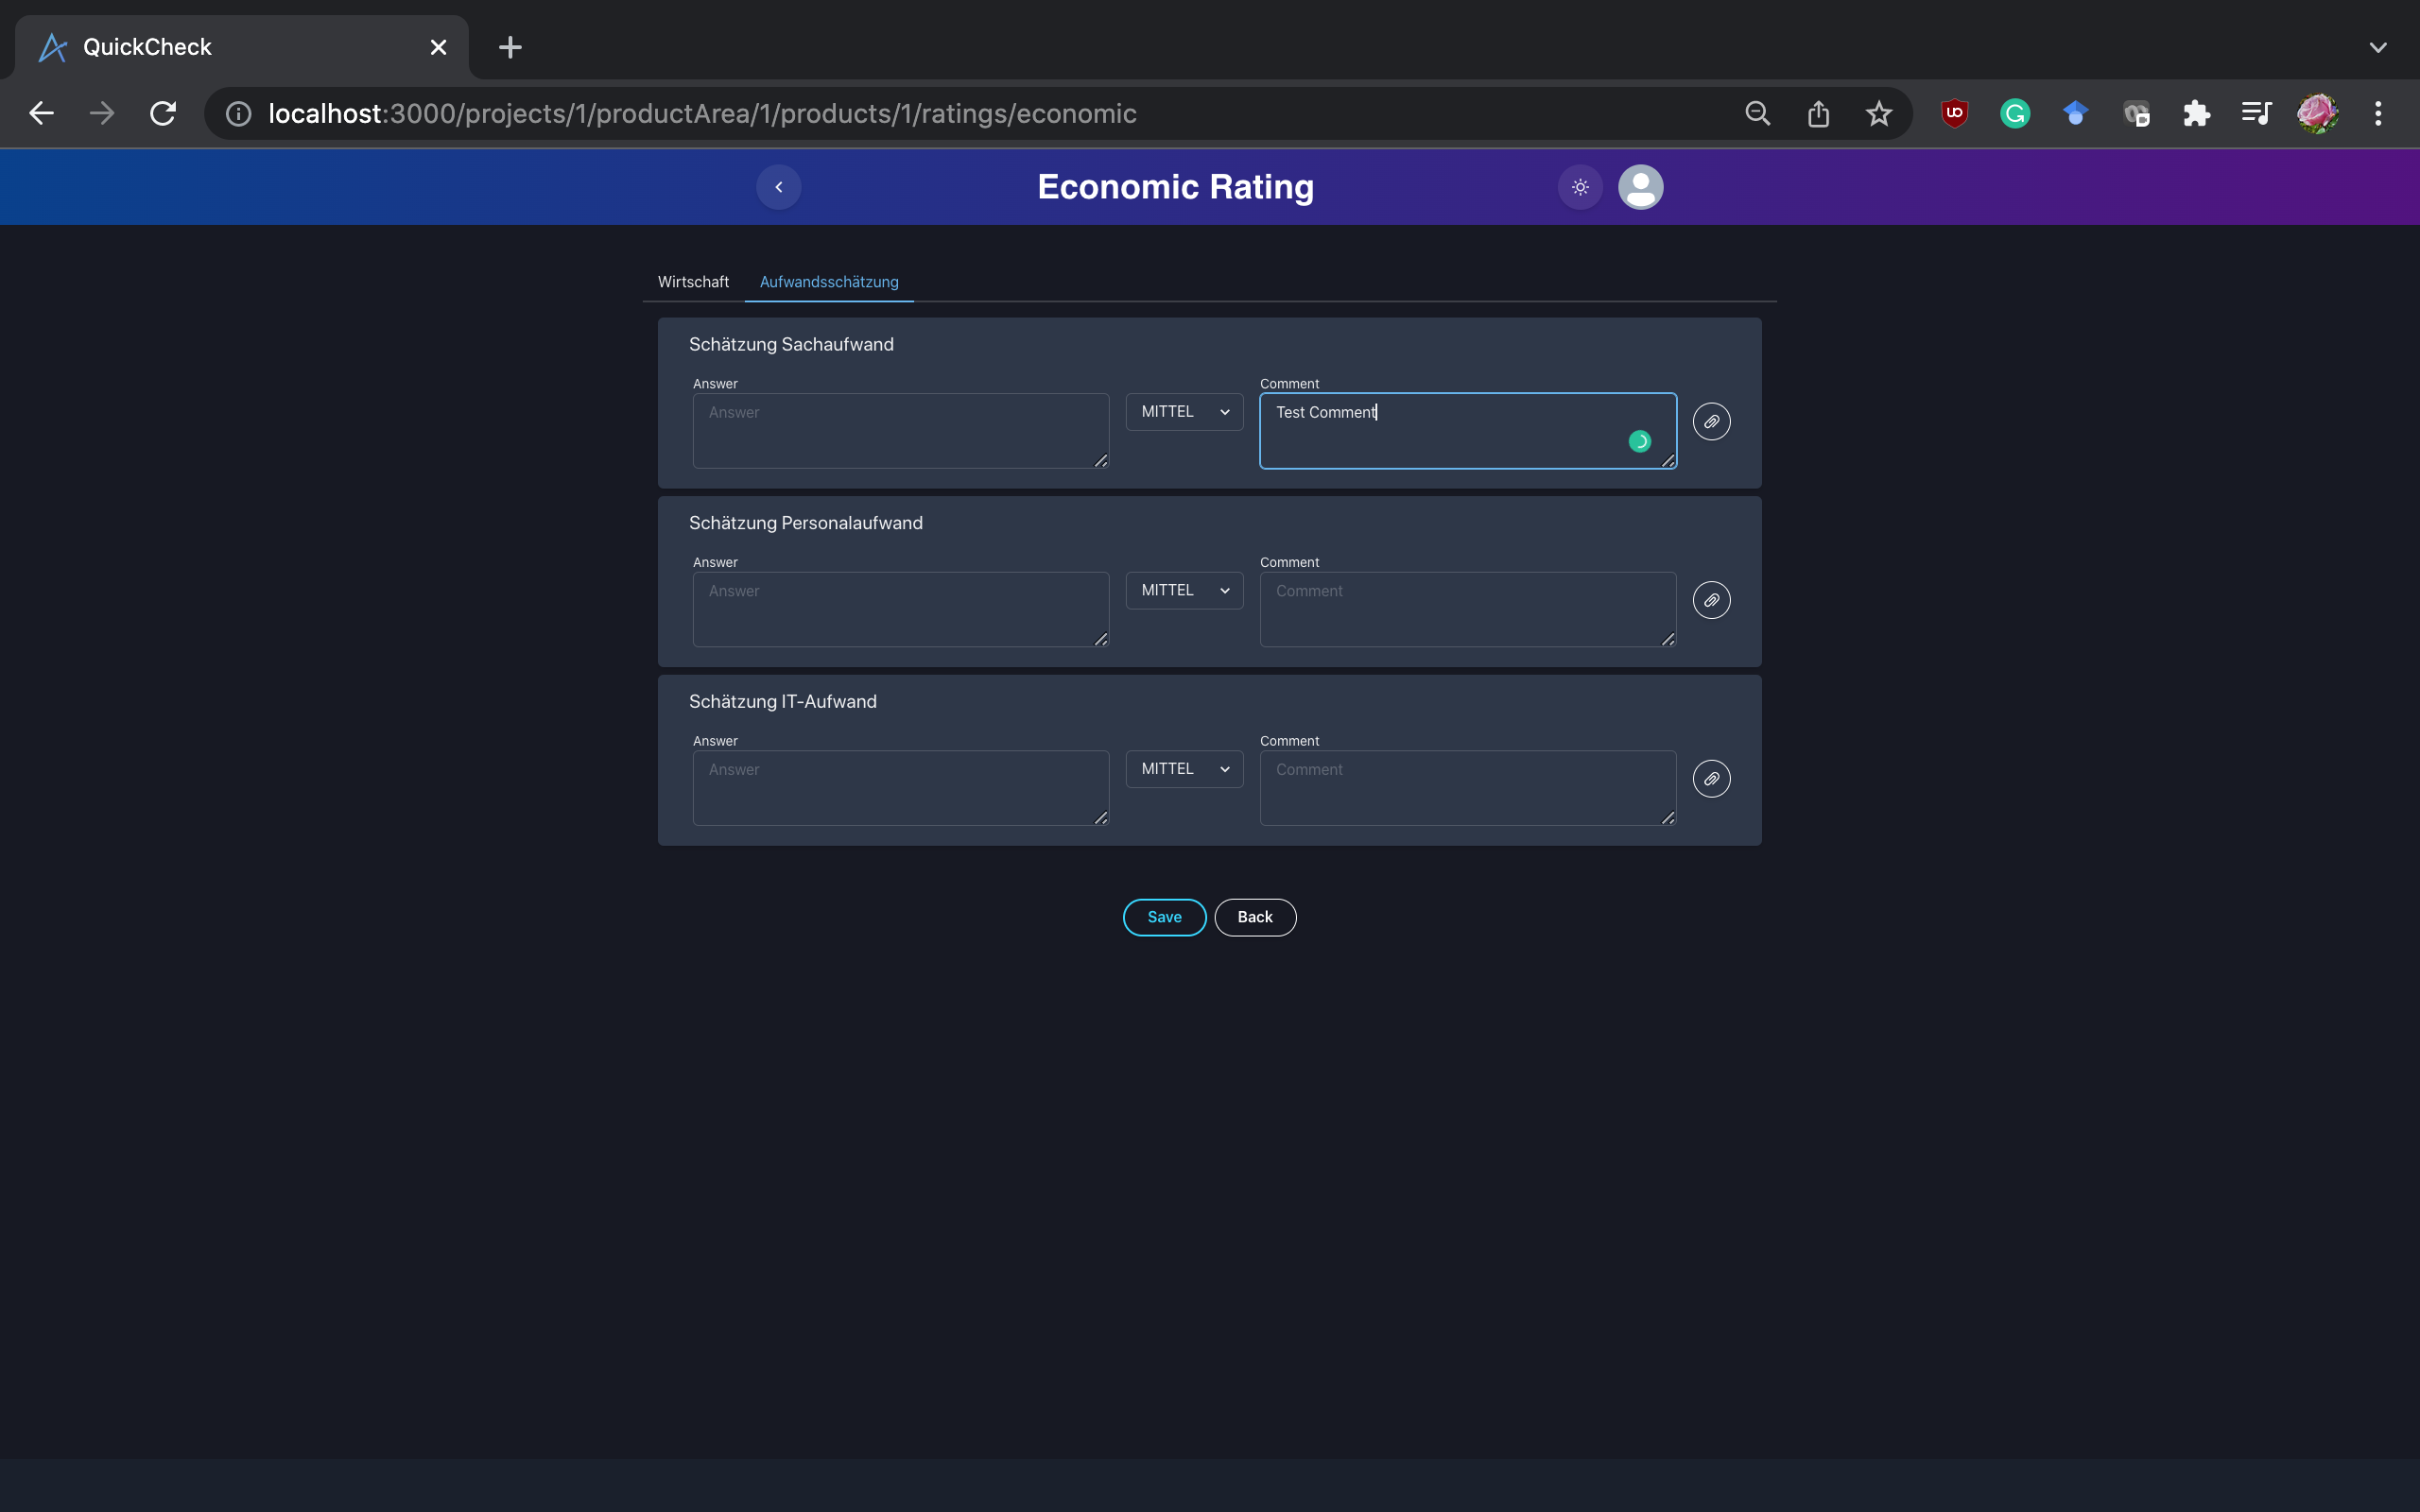 QuickCheck
localhost:3000/projects/1/productArea/1/products/1/ratings/economic
Economic Rating
Wirtschaft Aufwandsschätzung
Schätzung Sachaufwand
Answer Comment
Answer MITTEL Test Comment
Schätzung Personalaufwand
Answer Comment
Answer MITTEL Comment
Schätzung IT-Aufwand
Answer Comment
Answer MITTEL Comment
Save Back